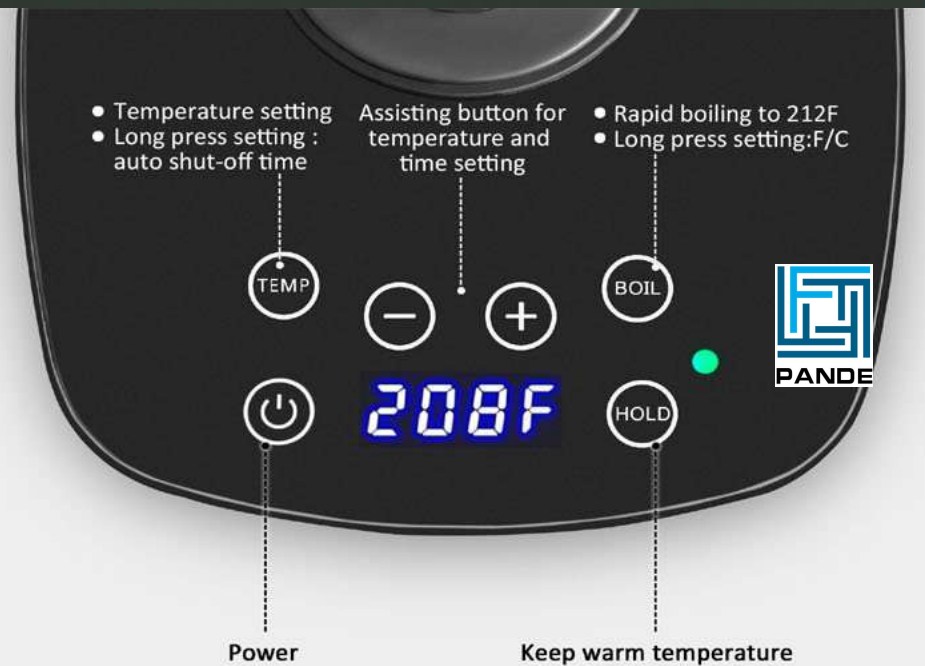 ● Temperature setting
● Long press setting :
auto shut-off time
Assisting button for
temperature and
time setting
● Rapid boiling to 212F
● Long press setting:F/C
TEMP
BOIL
PANDE
208F
HOLD
Power
Keep warm temperature